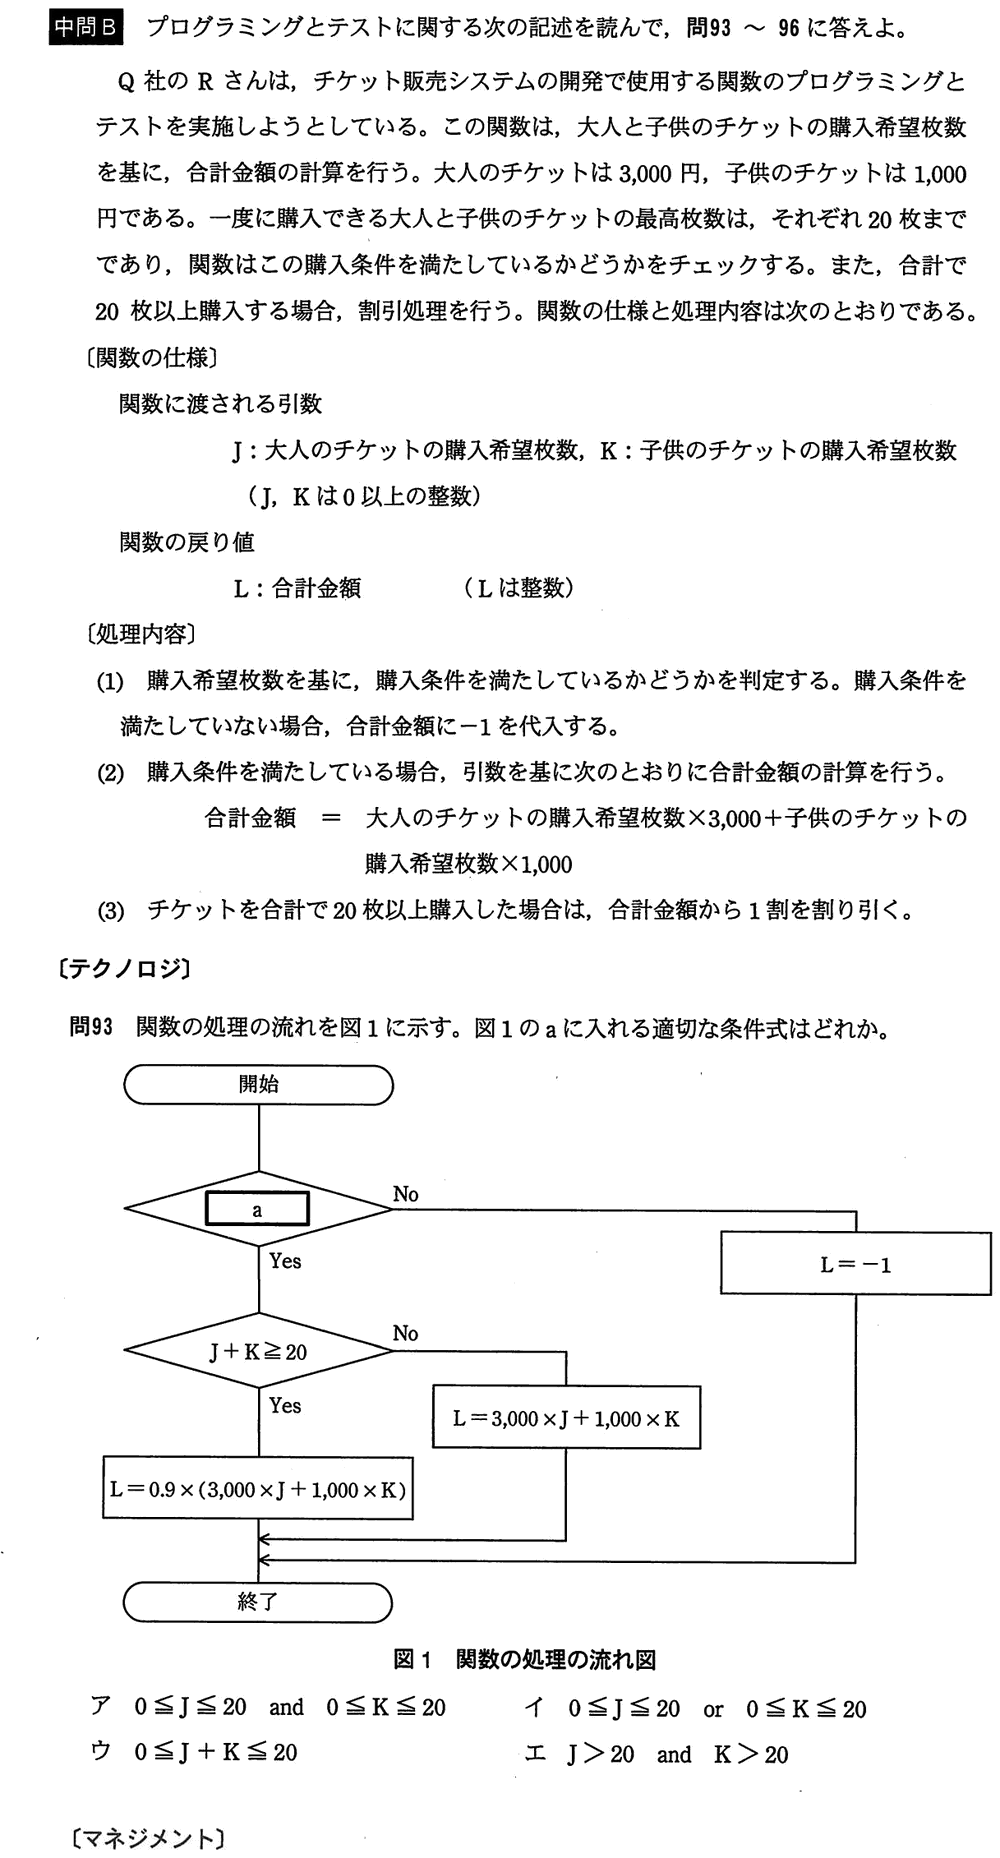 中問B プログラミングとテストに関する次の記述を読んで，問93 ～ 96 に答えよ。
Q 社の R さんは，チケット販売システムの開発で使用する関数のプログラミングと
テストを実施しようとしている。この関数は，大人と子供のチケットの購入希望枚数
を基に，合計金額の計算を行う。大人のチケットは 3,000 円，子供のチケットは 1,000
円である。一度に購入できる大人と子供のチケットの最高枚数は，それぞれ 20 枚まで
であり，関数はこの購入条件を満たしているかどうかをチェックする。また，合計で
20 枚以上購入する場合，割引処理を行う。関数の仕様と処理内容は次のとおりである。
〔関数の仕様〕
関数に渡される引数
J：大人のチケットの購入希望枚数，K：子供のチケットの購入希望枚数
（J，K は 0 以上の整数）
関数の戻り値
L：合計金額 （L は整数）
〔処理内容〕
(1) 購入希望枚数を基に，購入条件を満たしているかどうかを判定する。購入条件を
満たしていない場合，合計金額に－1 を代入する。
(2) 購入条件を満たしている場合，引数を基に次のとおりに合計金額の計算を行う。
合計金額 ＝ 大人のチケットの購入希望枚数×3,000＋子供のチケットの
購入希望枚数×1,000
(3) チケットを合計で 20 枚以上購入した場合は，合計金額から 1 割を割り引く。
〔テクノロジ〕
問93 関数の処理の流れを図 1 に示す。図 1 の a に入れる適切な条件式はどれか。
開始
a
No
Yes
L＝－1
J＋K≧20
No
Yes
L＝3,000×J＋1,000×K
L＝0.9×(3,000×J＋1,000×K)
終了
図 1 関数の処理の流れ図
ア 0≦J≦20 and 0≦K≦20 イ 0≦J≦20 or 0≦K≦20
ウ 0≦J＋K≦20 エ J＞20 and K＞20
〔マネジメント〕